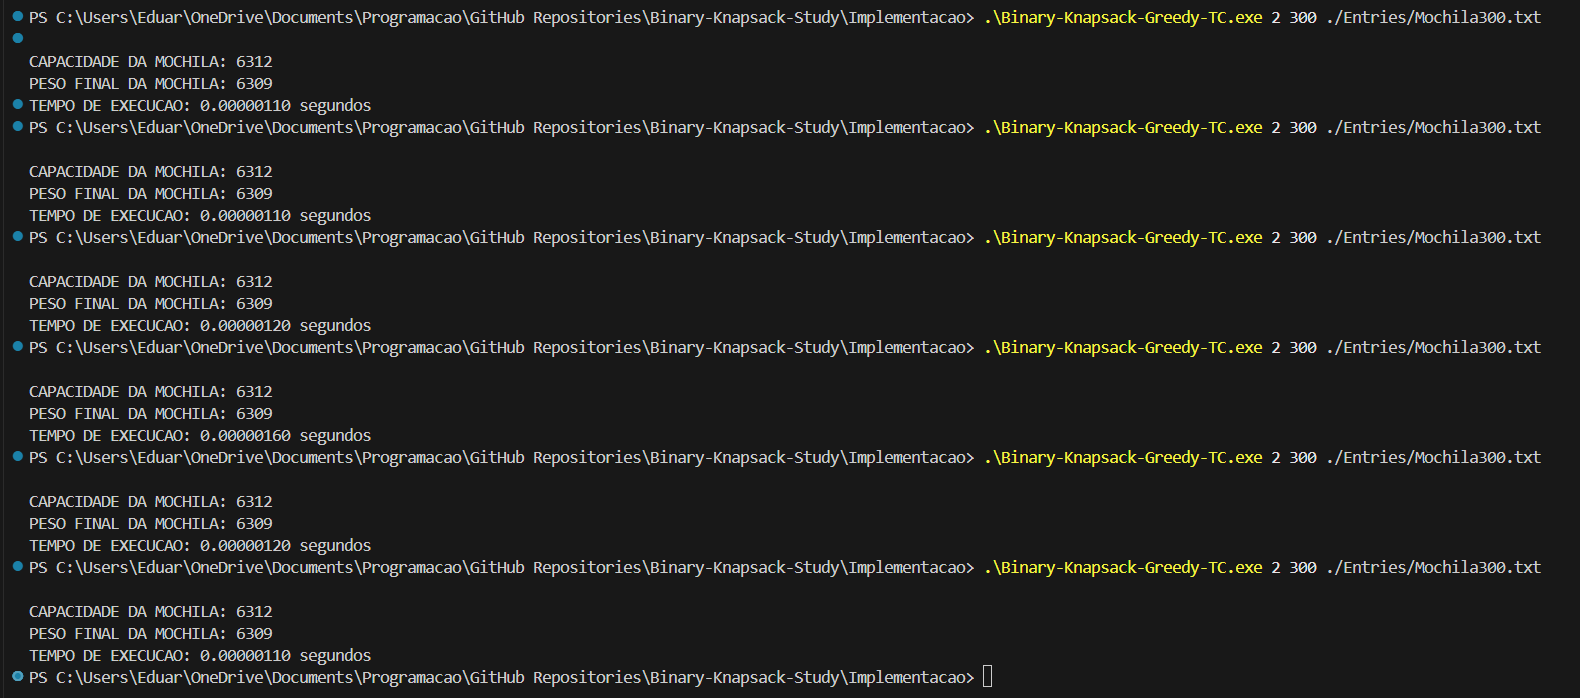 PS C:\Users\Eduar\OneDrive\Documents\Programacao\GitHub Repositories\Binary-Knapsack-Study\Implementacao> .\Binary-Knapsack-Greedy-TC.exe 2 300 ./Entries/Mochila300.txt
CAPACIDADE DA MOCHILA: 6312
PESO FINAL DA MOCHILA: 6309
TEMPO DE EXECUCAO: 0.00000110 segundos
PS C:\Users\Eduar\OneDrive\Documents\Programacao\GitHub Repositories\Binary-Knapsack-Study\Implementacao> .\Binary-Knapsack-Greedy-TC.exe 2 300 ./Entries/Mochila300.txt
CAPACIDADE DA MOCHILA: 6312
PESO FINAL DA MOCHILA: 6309
TEMPO DE EXECUCAO: 0.00000110 segundos
PS C:\Users\Eduar\OneDrive\Documents\Programacao\GitHub Repositories\Binary-Knapsack-Study\Implementacao> .\Binary-Knapsack-Greedy-TC.exe 2 300 ./Entries/Mochila300.txt
CAPACIDADE DA MOCHILA: 6312
PESO FINAL DA MOCHILA: 6309
TEMPO DE EXECUCAO: 0.00000120 segundos
PS C:\Users\Eduar\OneDrive\Documents\Programacao\GitHub Repositories\Binary-Knapsack-Study\Implementacao> .\Binary-Knapsack-Greedy-TC.exe 2 300 ./Entries/Mochila300.txt
CAPACIDADE DA MOCHILA: 6312
PESO FINAL DA MOCHILA: 6309
TEMPO DE EXECUCAO: 0.00000160 segundos
PS C:\Users\Eduar\OneDrive\Documents\Programacao\GitHub Repositories\Binary-Knapsack-Study\Implementacao> .\Binary-Knapsack-Greedy-TC.exe 2 300 ./Entries/Mochila300.txt
CAPACIDADE DA MOCHILA: 6312
PESO FINAL DA MOCHILA: 6309
TEMPO DE EXECUCAO: 0.00000120 segundos
PS C:\Users\Eduar\OneDrive\Documents\Programacao\GitHub Repositories\Binary-Knapsack-Study\Implementacao> .\Binary-Knapsack-Greedy-TC.exe 2 300 ./Entries/Mochila300.txt
CAPACIDADE DA MOCHILA: 6312
PESO FINAL DA MOCHILA: 6309
TEMPO DE EXECUCAO: 0.00000110 segundos
PS C:\Users\Eduar\OneDrive\Documents\Programacao\GitHub Repositories\Binary-Knapsack-Study\Implementacao>